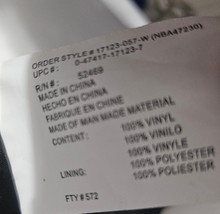 ORDER STYLE # 17123-057-W (NBA47230)
UPC#: 0-47417-17123-7
R/N#: 52469
MADE IN CHINA
HECHO EN CHINA
FABRIQUE EN CHINE
MADE OF MAN MADE MATERIAL
CONTENT: 100% VINYL
100% VINILO
100% VINYLE
100% POLYESTER
LINING: 100% POLIESTER
FTY # 572